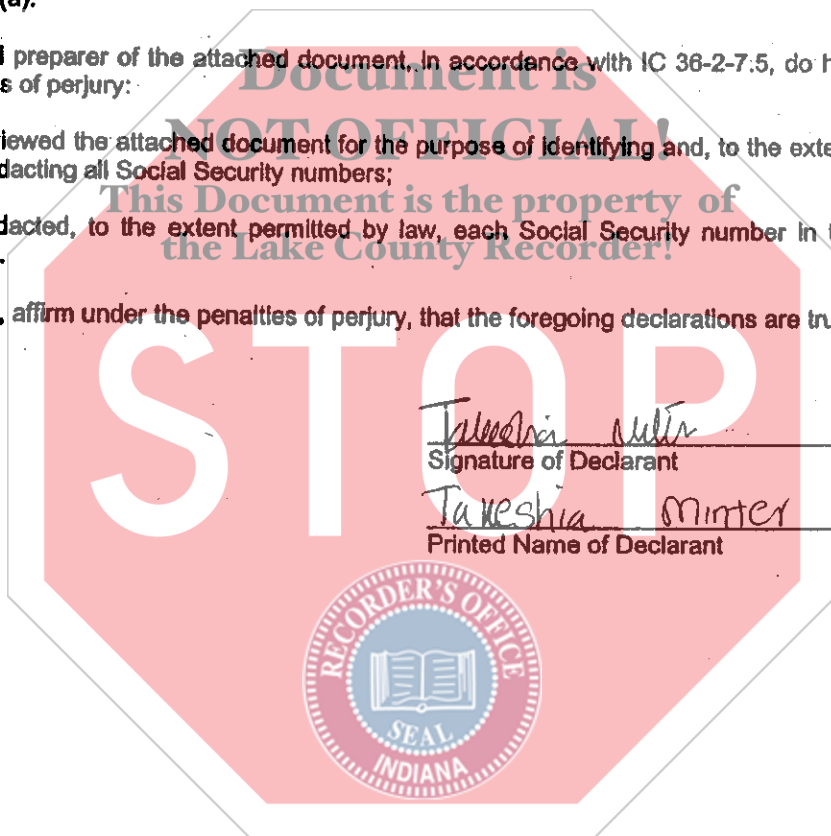 (a).
preparer of the attached document, in accordance with IC 36-2-7.5, do h
s of perjury:
Document is
iewed the attached document for the purpose of identifying and, to the exte
NOT OFFICIAL!
dacting all Social Security numbers;
This Document is the property of
dacted, to the extent permitted by law, each Social Security number in t
the Lake County Recorder!
affirm under the penalties of perjury, that the foregoing declarations are tru
STOP
Signature of Declarant
Takeshia Minter
Printed Name of Declarant
RECORDER'S OFFICE
SEAL
INDIANA